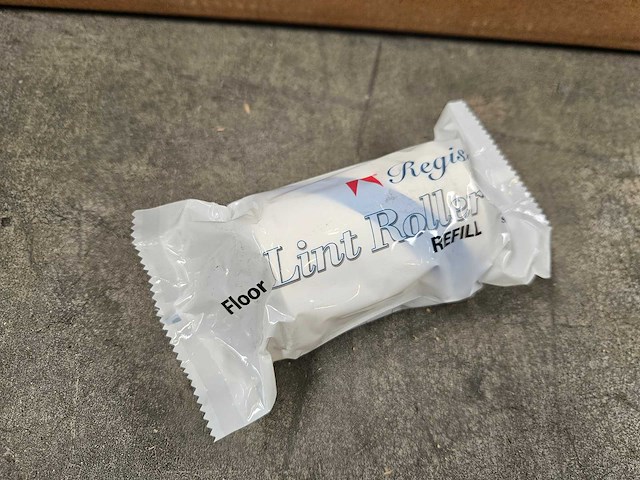 Regis
Floor Lint Roller
REFILL